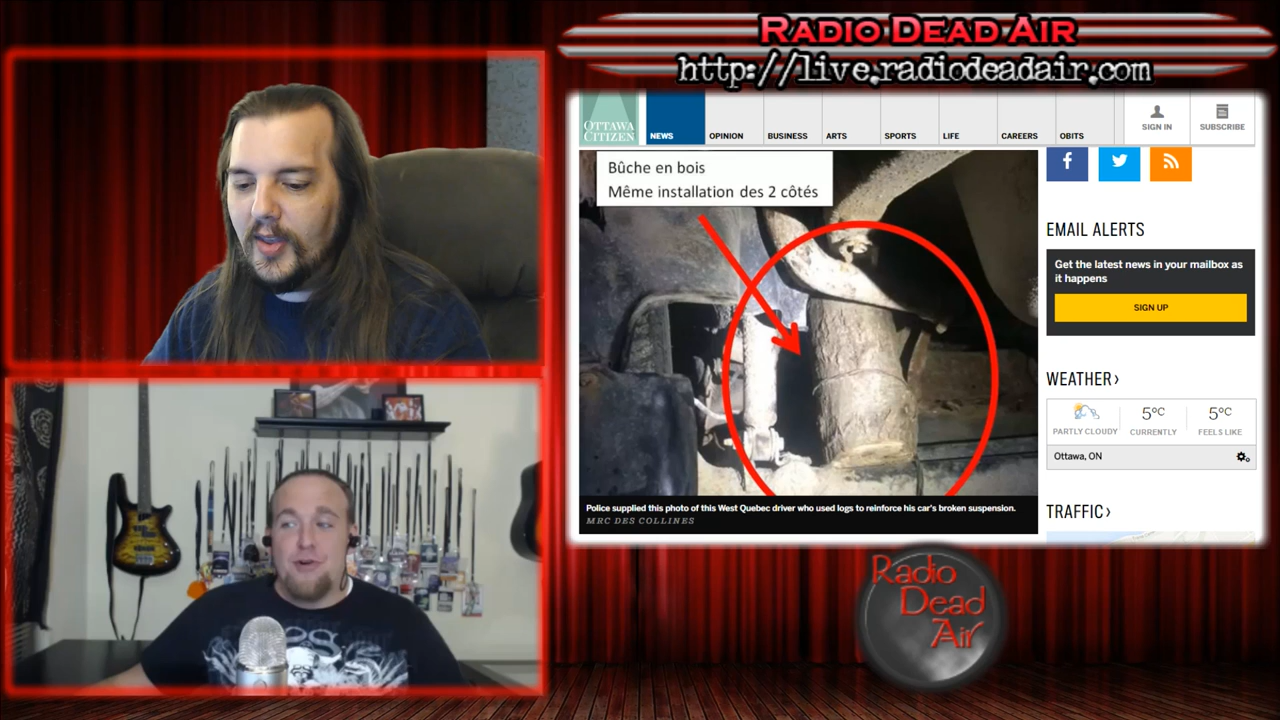 RADIO DEAD AIR
http://live.radiodeadair.com
OTTAWA
CITIZEN
NEWS
OPINION
BUSINESS
ARTS
SPORTS
LIFE
CAREERS
OBITS
SIGN IN
SUBSCRIBE
Bûche en bois
Même installation des 2 côtés
EMAIL ALERTS
Get the latest news in your mailbox as
it happens
SIGN UP
WEATHER›
PARTLY CLOUDY
5°C
CURRENTLY
5°C
FEELS LIKE
Ottawa, ON
TRAFFIC›
Police supplied this photo of this West Quebec driver who used logs to reinforce his car's broken suspension.
MRC DES COLLINES
Radio
Dead
Air